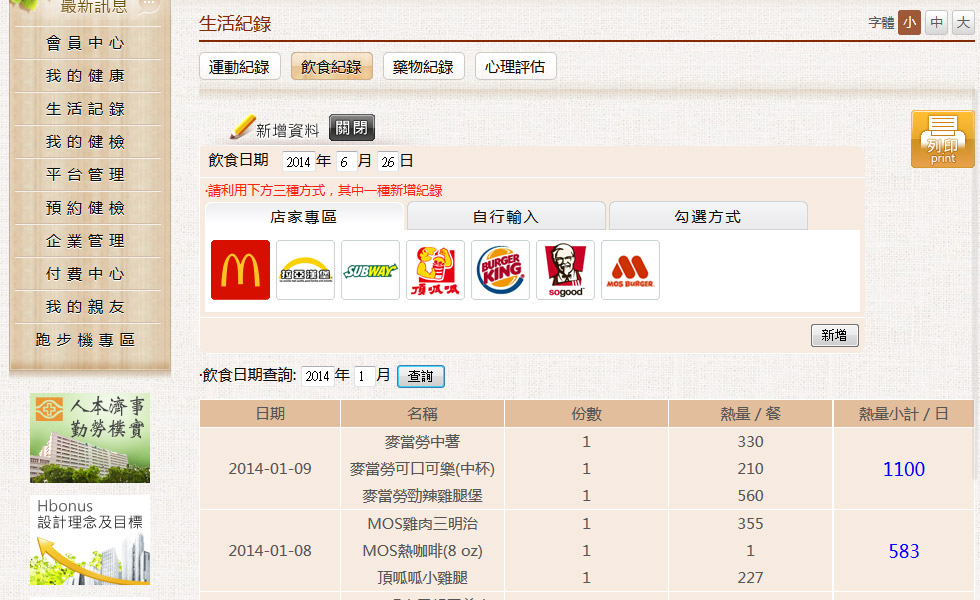 最新訊息
會員中心
我的健康
生活記錄
我的健檢
平台管理
預約健檢
企業管理
付費中心
我的親友
跑步機專區
人本濟事
勤勞樸實
Hbonus
設計理念及目標
生活紀錄
字體 小 中 大
運動紀錄 飲食紀錄 藥物紀錄 心理評估
列印
print
新增資料 關閉
飲食日期 2014 年 6 月 26 日
·請利用下方三種方式，其中一種新增紀錄
店家專區 自行輸入 勾選方式
SUBWAY 頂呱呱 BURGER KING sogood MOS BURGER
新增
·飲食日期查詢: 2014 年 1 月 查詢
日期 名稱 份數 熱量 / 餐 熱量小計 / 日
麥當勞中薯 1 330
2014-01-09 麥當勞可口可樂(中杯) 1 210 1100
麥當勞勁辣雞腿堡 1 560
MOS雞肉三明治 1 355
2014-01-08 MOS熱咖啡(8 oz) 1 1 583
頂呱呱小雞腿 1 227